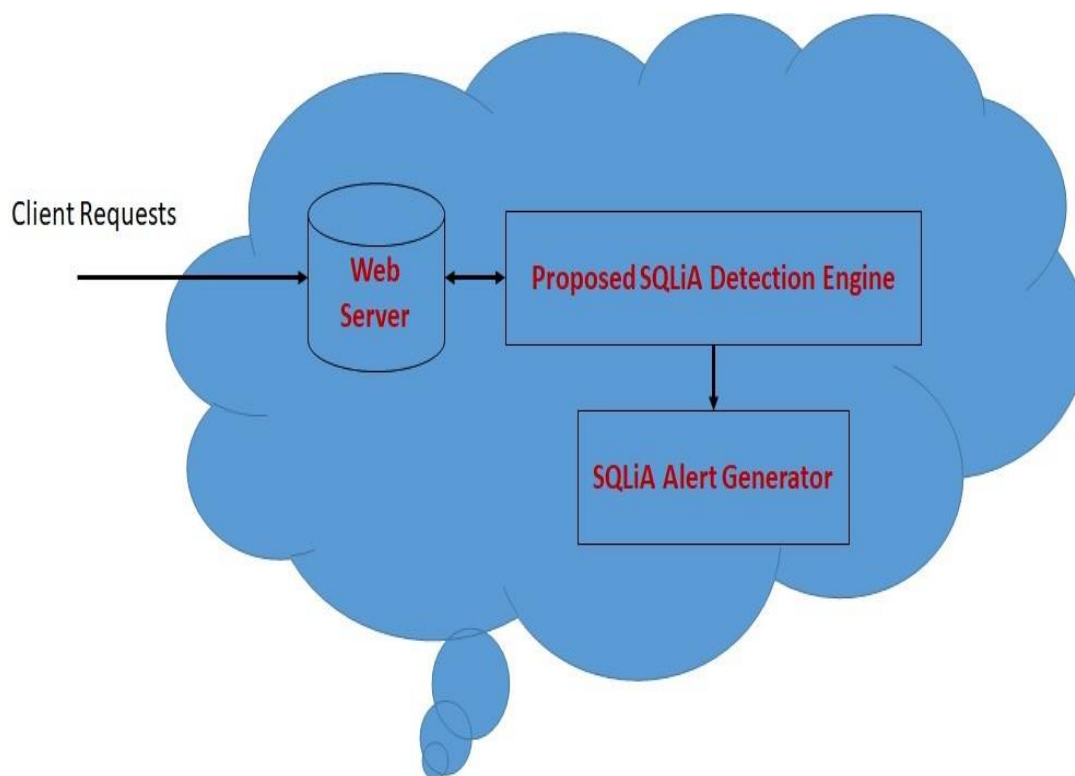 Client Requests
Web
Server
Proposed SQLiA Detection Engine
SQLiA Alert Generator